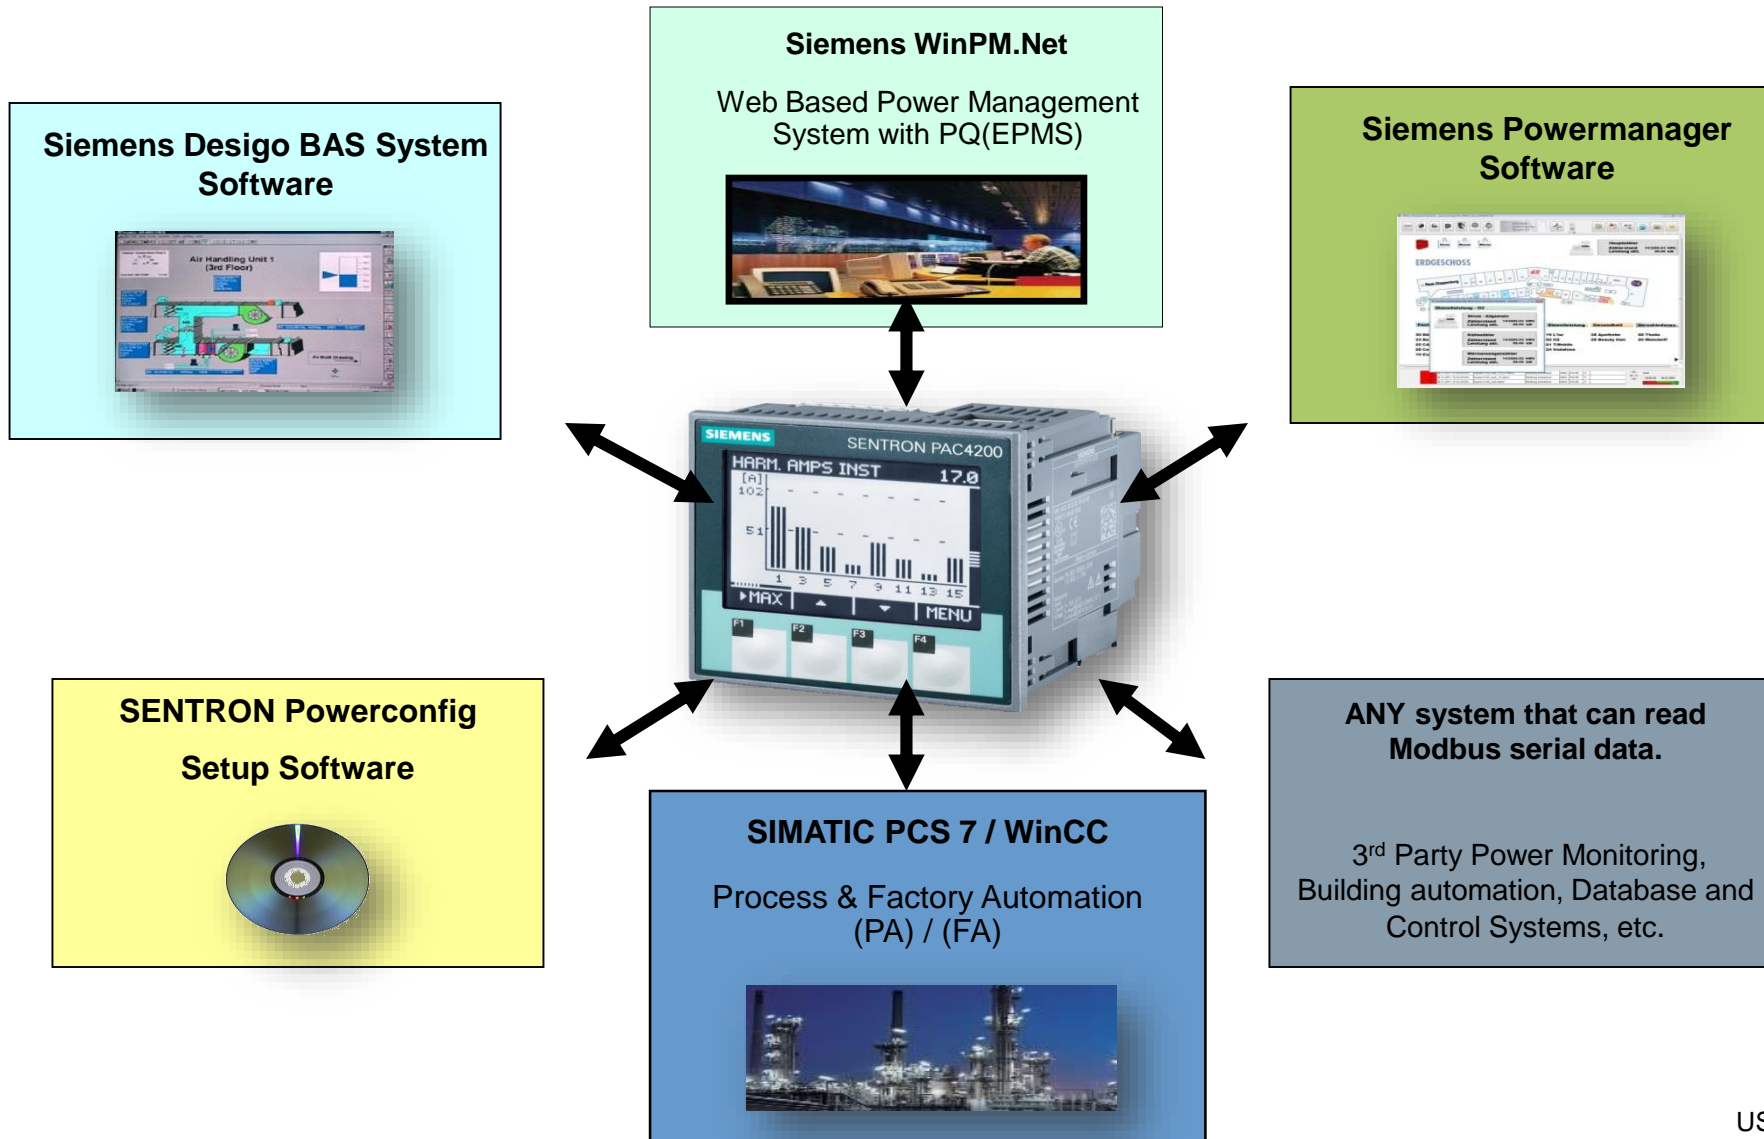 Siemens WinPM.Net
Web Based Power Management
System with PQ(EPMS)
Siemens Desigo BAS System
Software
Air Handling Unit 1
(3rd Floor)
Siemens Powermanager
Software
ERDGESCHOSS
SIEMENS
SENTRON PAC4200
HARM. AMPS INST 17.0
[A]
102
51
1 3 5 7 9 11 13 15
►MAX ▲ ▼ MENU
F1 F2 F3 F4
SENTRON Powerconfig
Setup Software
SIMATIC PCS 7 / WinCC
Process & Factory Automation
(PA) / (FA)
ANY system that can read
Modbus serial data.
3rd Party Power Monitoring,
Building automation, Database and
Control Systems, etc.
US